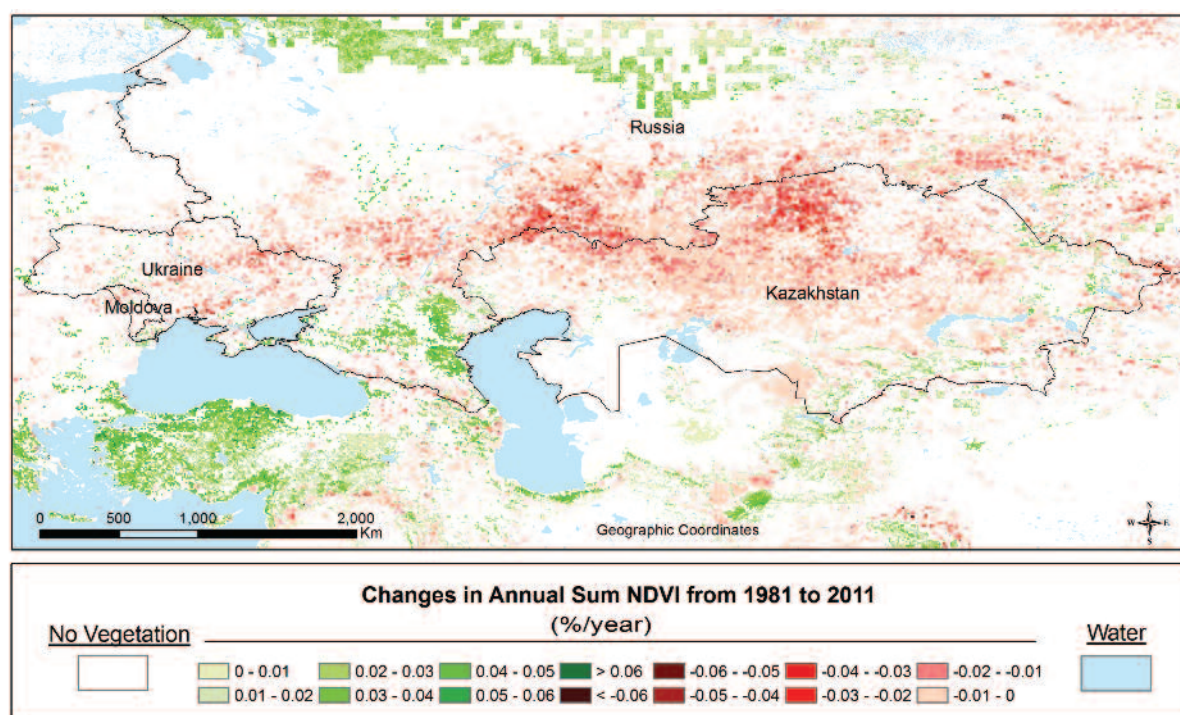 Russia
Ukraine
Moldova
Kazakhstan
0 500 1,000 2,000
Km
Geographic Coordinates
N
W E
S
Changes in Annual Sum NDVI from 1981 to 2011
(%/year)
No Vegetation
Water
0 - 0.01 0.02 - 0.03 0.04 - 0.05 > 0.06 -0.06 - -0.05 -0.04 - -0.03 -0.02 - -0.01
0.01 - 0.02 0.03 - 0.04 0.05 - 0.06 < -0.06 -0.05 - -0.04 -0.03 - -0.02 -0.01 - 0